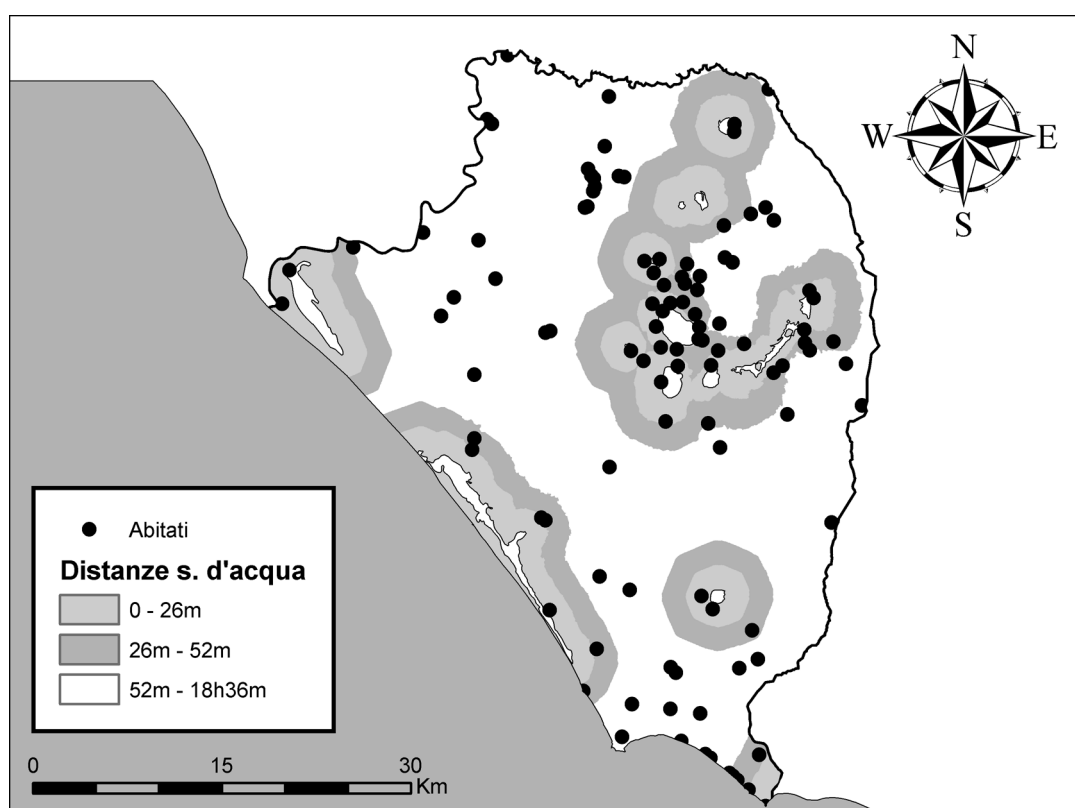 N
W E
S
Abitati
Distanze s. d'acqua
0 - 26m
26m - 52m
52m - 18h36m
0 15 30
Km